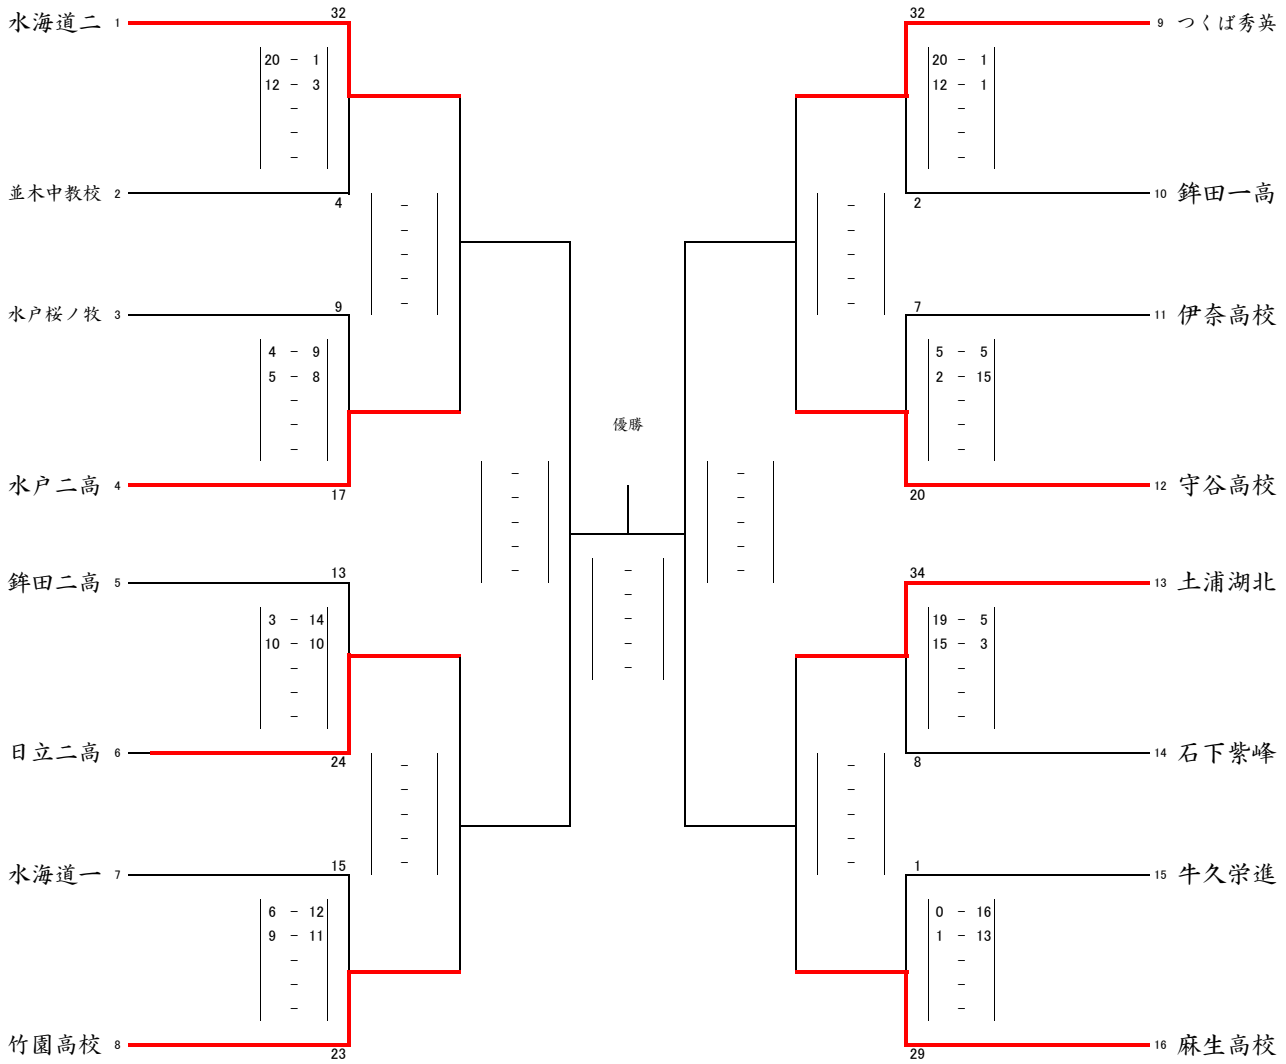 水海道二 1
32
20 - 1
12 - 3
-
-
-
並木中教校 2
4
-
-
-
-
-
水戸桜ノ牧 3
9
4 - 9
5 - 8
-
-
-
水戸二高 4
17
-
-
-
-
-
鉾田二高 5
13
3 - 14
10 - 10
-
-
-
日立二高 6
24
-
-
-
-
-
水海道一 7
15
6 - 12
9 - 11
-
-
-
竹園高校 8
23
優勝
-
-
-
-
-
32
9 つくば秀英
20 - 1
12 - 1
-
-
-
10 鉾田一高
2
-
-
-
-
-
7
11 伊奈高校
5 - 5
2 - 15
-
-
-
12 守谷高校
20
-
-
-
-
-
34
13 土浦湖北
19 - 5
15 - 3
-
-
-
14 石下紫峰
8
-
-
-
-
-
1
15 牛久栄進
0 - 16
1 - 13
-
-
-
16 麻生高校
29